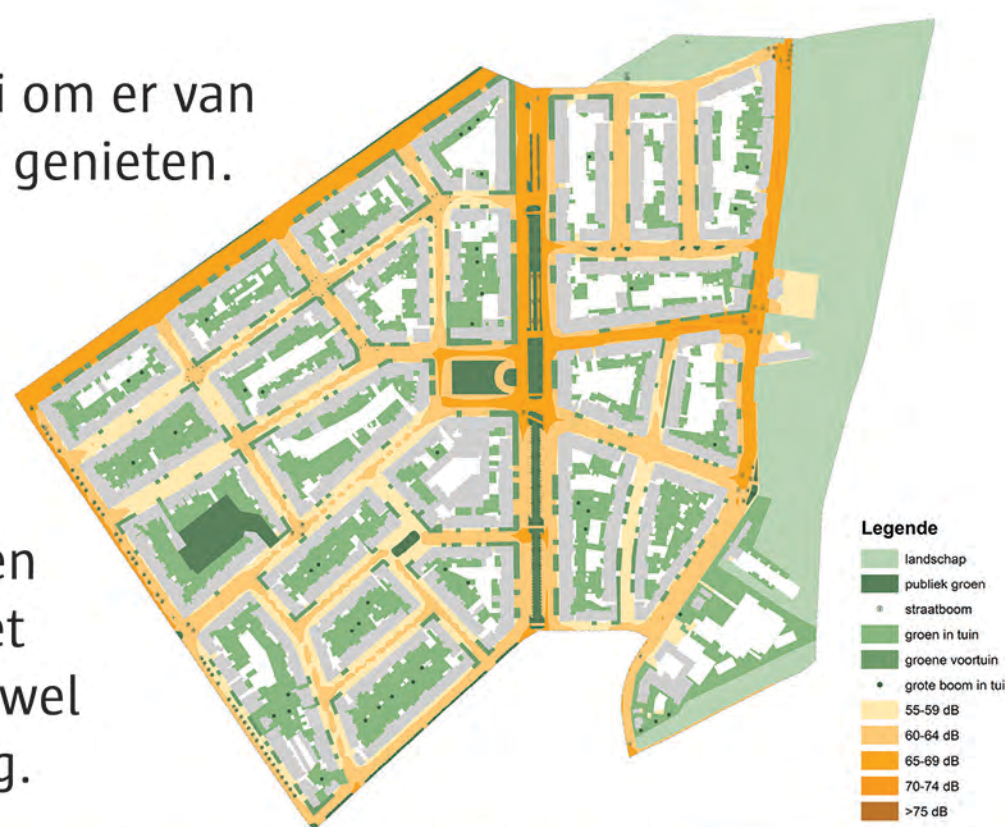 i om er van
genieten.
en
et
wel
g.
Legende
landschap
publiek groen
straatboom
groen in tuin
groene voortuin
grote boom in tui
55-59 dB
60-64 dB
65-69 dB
70-74 dB
>75 dB